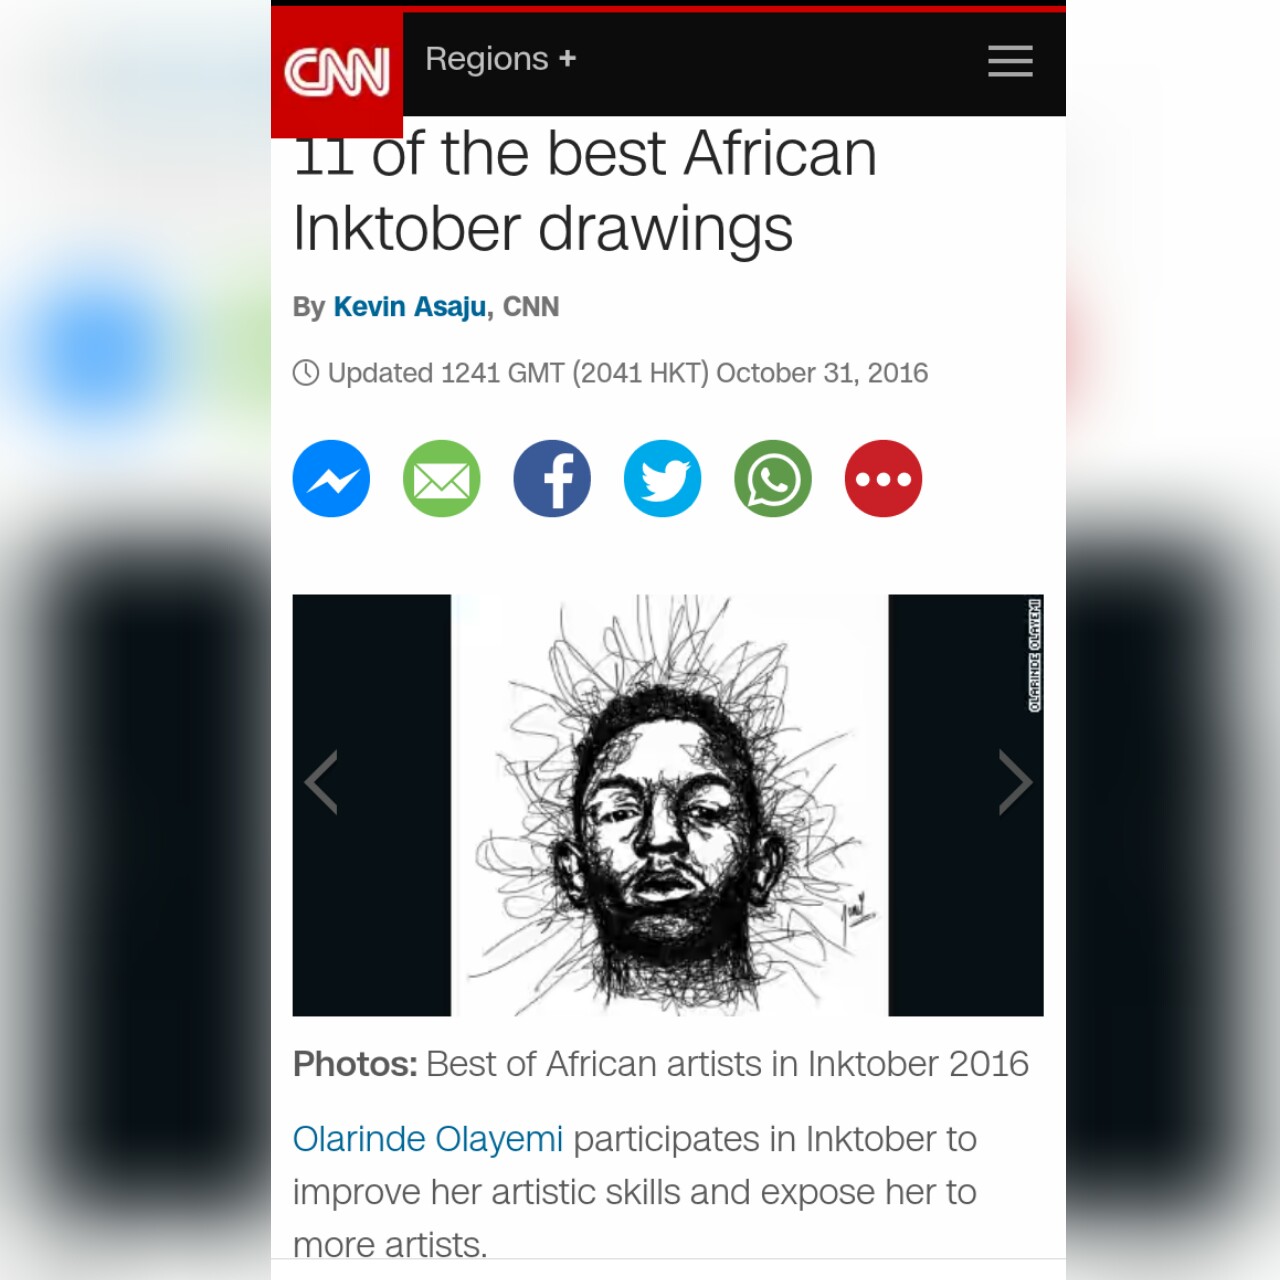 CNN
Regions +
11 of the best African
Inktober drawings
By Kevin Asaju, CNN
Updated 1241 GMT (2041 HKT) October 31, 2016
OLARINDE OLAYEMI
Photos: Best of African artists in Inktober 2016
Olarinde Olayemi participates in Inktober to
improve her artistic skills and expose her to
more artists.